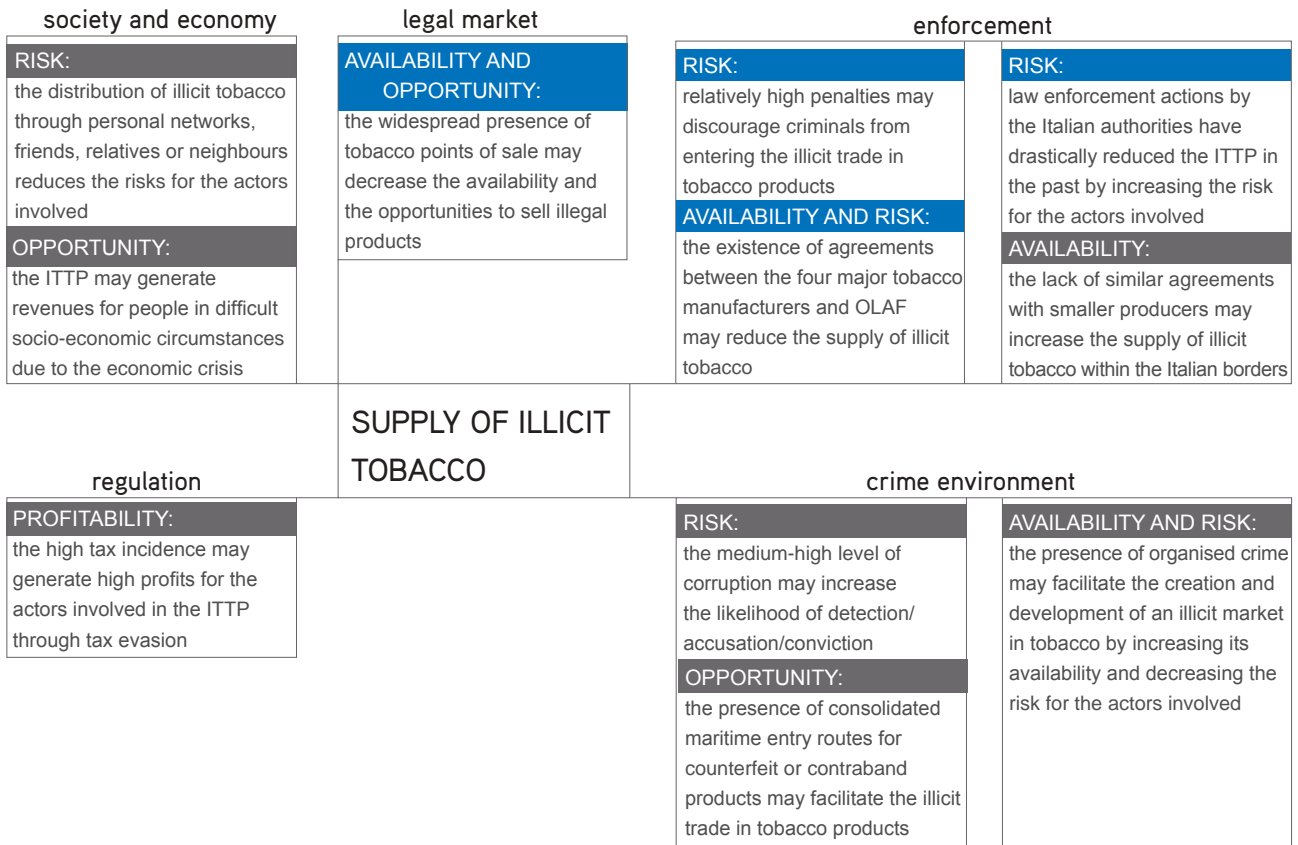 society and economy
RISK:
the distribution of illicit tobacco
through personal networks,
friends, relatives or neighbours
reduces the risks for the actors
involved
OPPORTUNITY:
the ITTP may generate
revenues for people in difficult
socio-economic circumstances
due to the economic crisis
legal market
AVAILABILITY AND
OPPORTUNITY:
the widespread presence of
tobacco points of sale may
decrease the availability and
the opportunities to sell illegal
products
enforcement
RISK:
relatively high penalties may
discourage criminals from
entering the illicit trade in
tobacco products
AVAILABILITY AND RISK:
the existence of agreements
between the four major tobacco
manufacturers and OLAF
may reduce the supply of illicit
tobacco
RISK:
law enforcement actions by
the Italian authorities have
drastically reduced the ITTP in
the past by increasing the risk
for the actors involved
AVAILABILITY:
the lack of similar agreements
with smaller producers may
increase the supply of illicit
tobacco within the Italian borders
SUPPLY OF ILLICIT
TOBACCO
regulation
PROFITABILITY:
the high tax incidence may
generate high profits for the
actors involved in the ITTP
through tax evasion
crime environment
RISK:
the medium-high level of
corruption may increase
the likelihood of detection/
accusation/conviction
OPPORTUNITY:
the presence of consolidated
maritime entry routes for
counterfeit or contraband
products may facilitate the illicit
trade in tobacco products
AVAILABILITY AND RISK:
the presence of organised crime
may facilitate the creation and
development of an illicit market
in tobacco by increasing its
availability and decreasing the
risk for the actors involved